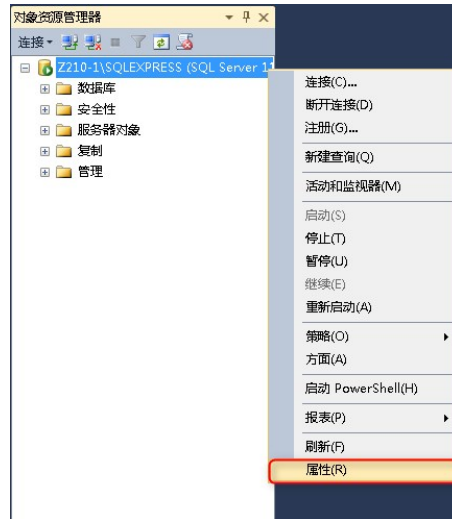 对象资源管理器
连接
Z210-1\SQLEXPRESS (SQL Server 11
数据库
安全性
服务器对象
复制
管理
连接(C)...
断开连接(D)
注册(G)...
新建查询(Q)
活动和监视器(M)
启动(S)
停止(T)
暂停(U)
继续(E)
重新启动(A)
策略(O)
方面(A)
启动 PowerShell(H)
报表(P)
刷新(F)
属性(R)